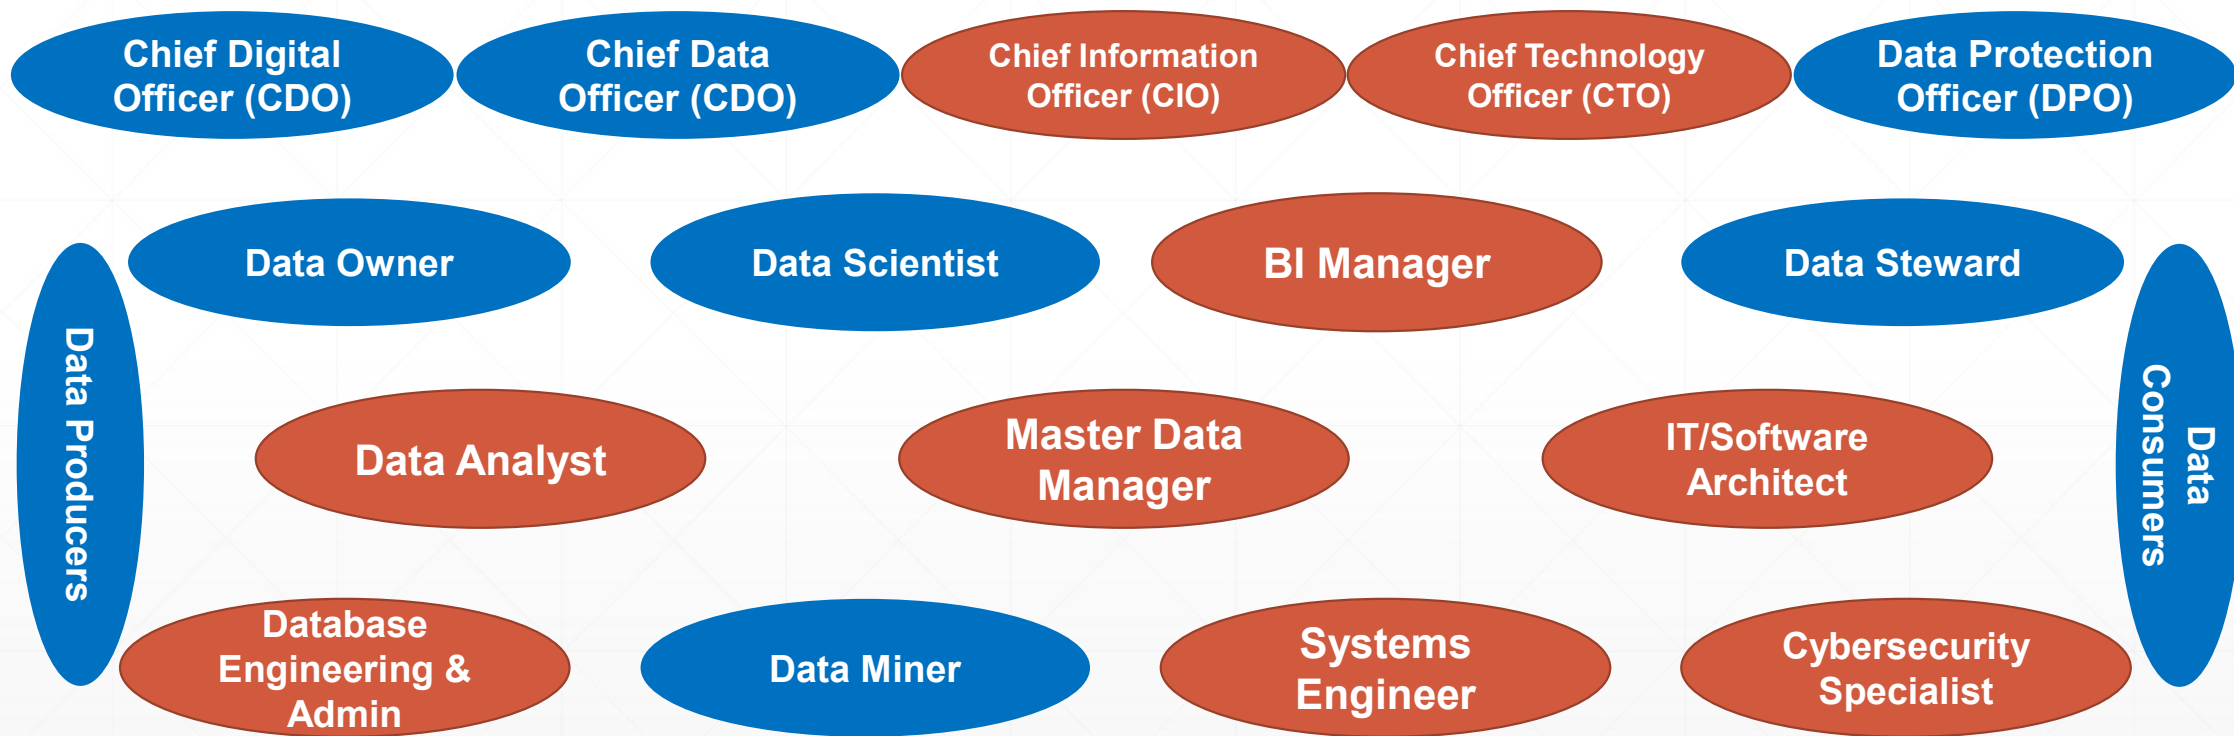 Chief Digital
Officer (CDO)
Chief Data
Officer (CDO)
Chief Information
Officer (CIO)
Chief Technology
Officer (CTO)
Data Protection
Officer (DPO)
Data Owner
Data Scientist
BI Manager
Data Steward
Data Producers
Data
Consumers
Data Analyst
Master Data
Manager
IT/Software
Architect
Database
Engineering &
Admin
Data Miner
Systems
Engineer
Cybersecurity
Specialist